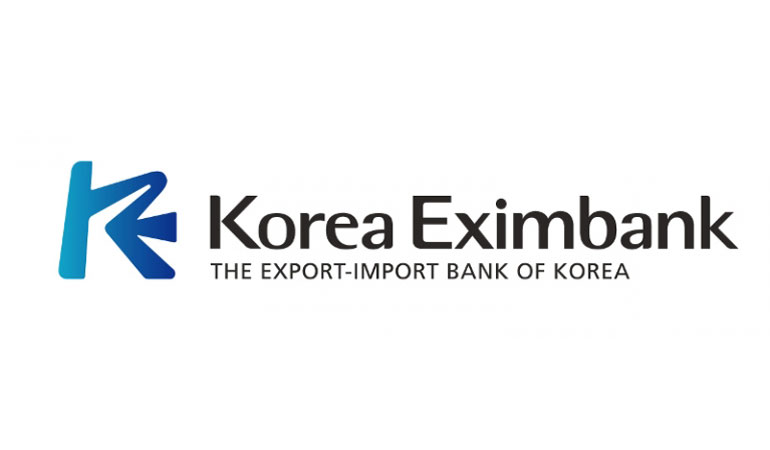 Korea Eximbank
THE EXPORT-IMPORT BANK OF KOREA